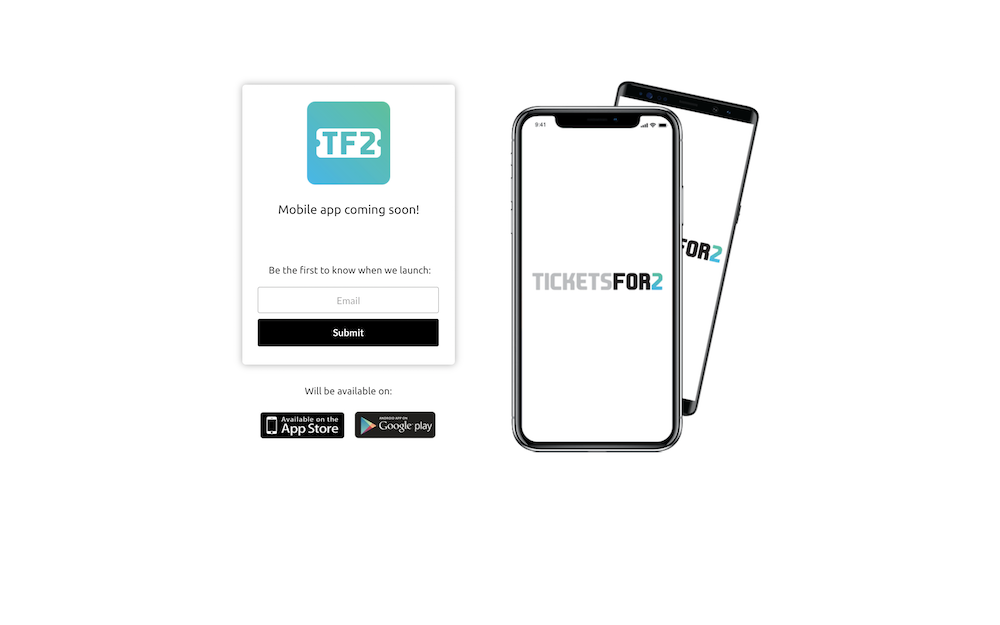 TF2
Mobile app coming soon!
Be the first to know when we launch:
Email
Submit
Will be available on:
Available on the
App Store
ANDROID APP ON
Google play
9:41
TICKETSFOR2
FOR2